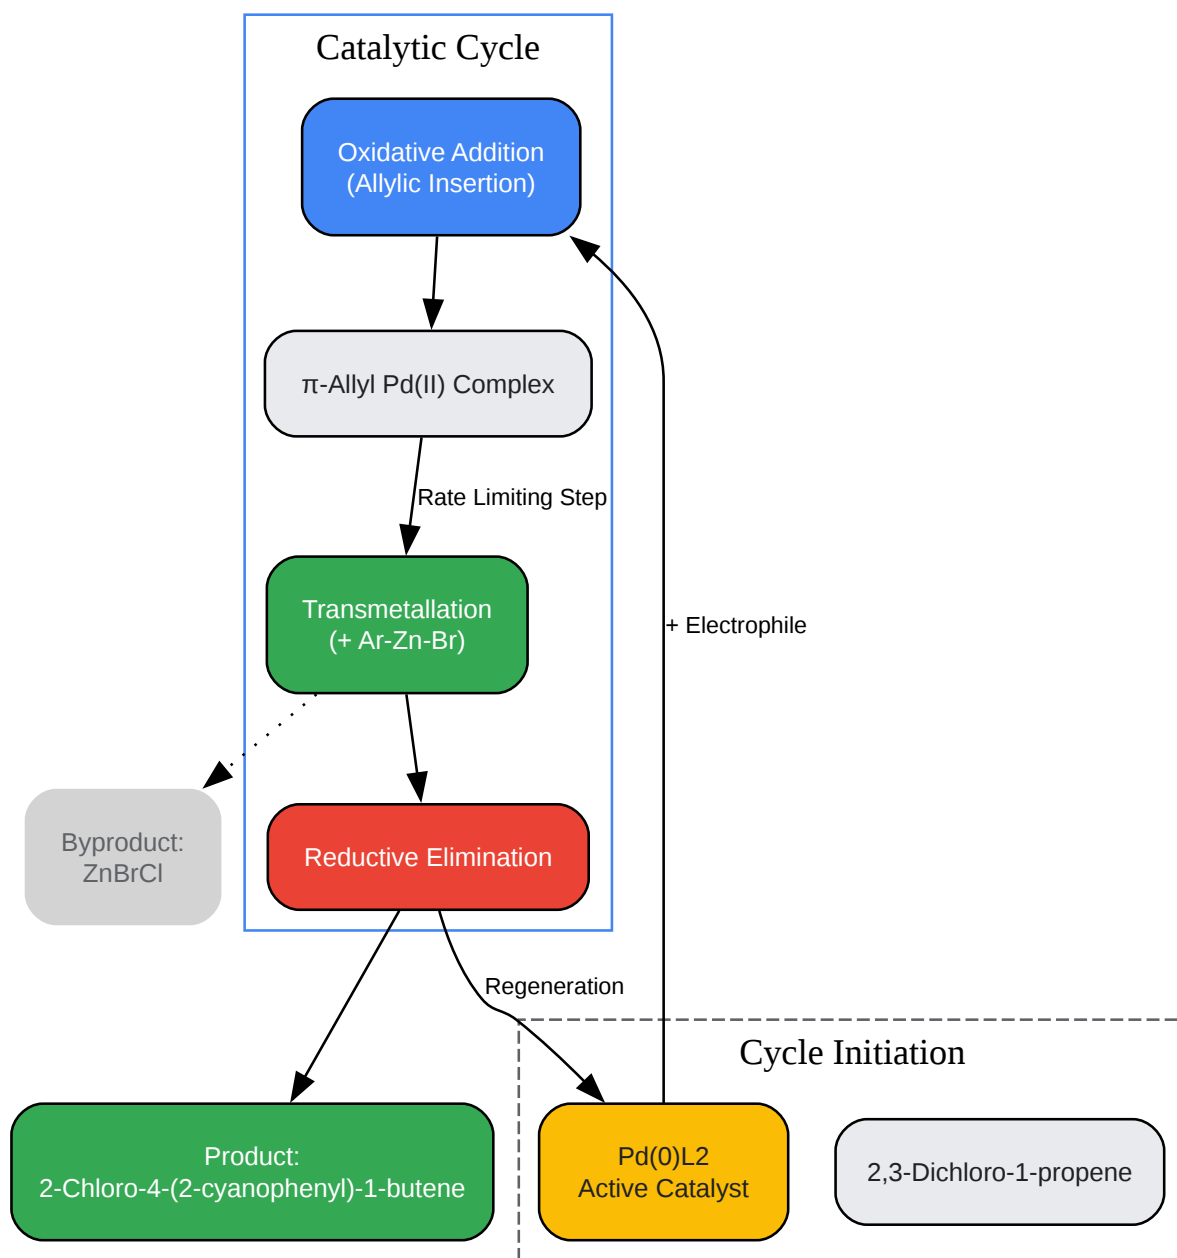 Catalytic Cycle
Oxidative Addition
(Allylic Insertion)
π-Allyl Pd(II) Complex
Rate Limiting Step
Transmetallation
(+ Ar-Zn-Br)
+ Electrophile
Byproduct:
ZnBrCl
Reductive Elimination
Regeneration
Cycle Initiation
Product:
2-Chloro-4-(2-cyanophenyl)-1-butene
Pd(0)L2
Active Catalyst
2,3-Dichloro-1-propene